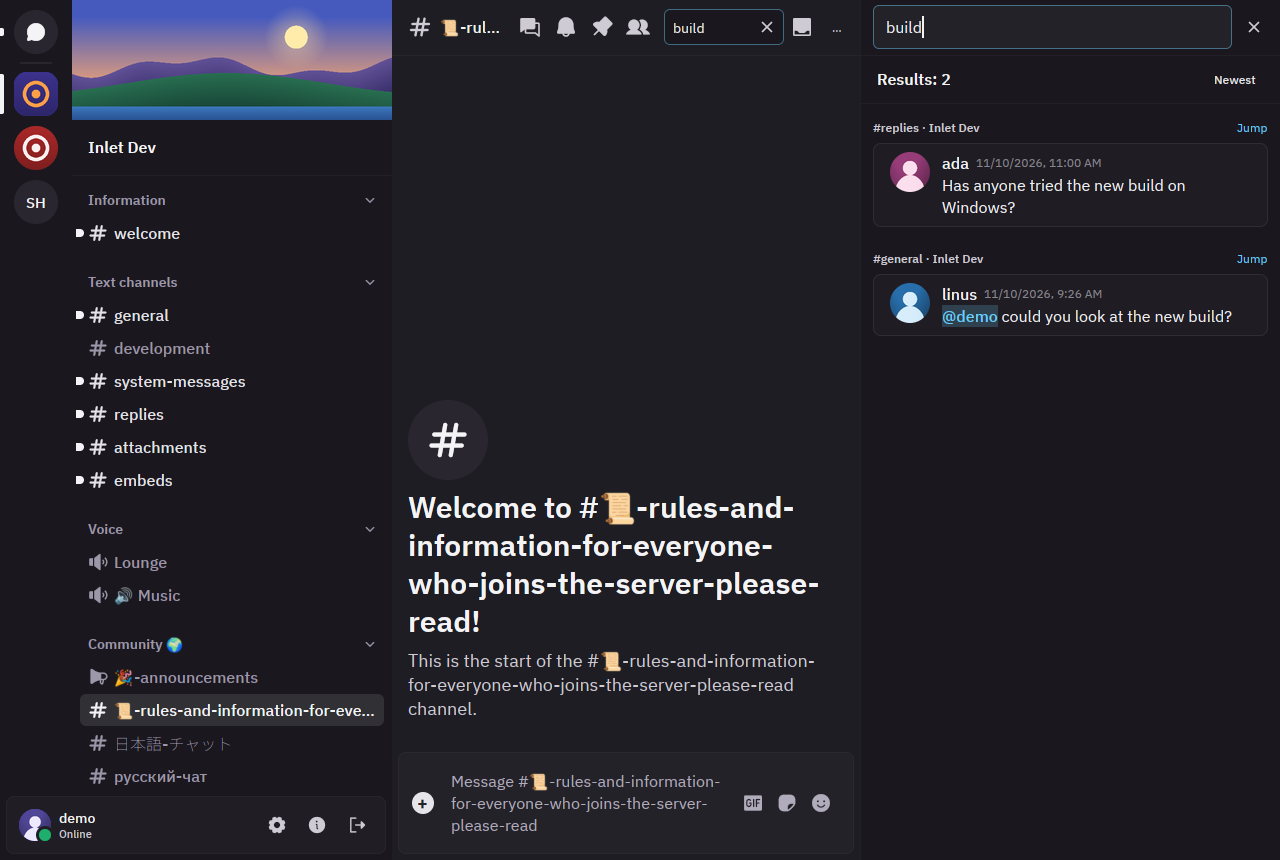 SH
Inlet Dev
Information
welcome
Text channels
general
development
system-messages
replies
attachments
embeds
Voice
Lounge
🔊 Music
Community 🌍
🎉-announcements
📜-rules-and-information-for-eve...
日本語-チャット
русский-чат
demo
Online
📜-rul...
build
...
Welcome to #📜-rules-and-
information-for-everyone-
who-joins-the-server-please-
read!
This is the start of the #📜-rules-and-information-
for-everyone-who-joins-the-server-please-read
channel.
Message #📜-rules-and-information-
for-everyone-who-joins-the-server-
please-read
GIF
build
Results: 2
Newest
#replies · Inlet Dev
Jump
ada 11/10/2026, 11:00 AM
Has anyone tried the new build on
Windows?
#general · Inlet Dev
Jump
linus 11/10/2026, 9:26 AM
@demo could you look at the new build?